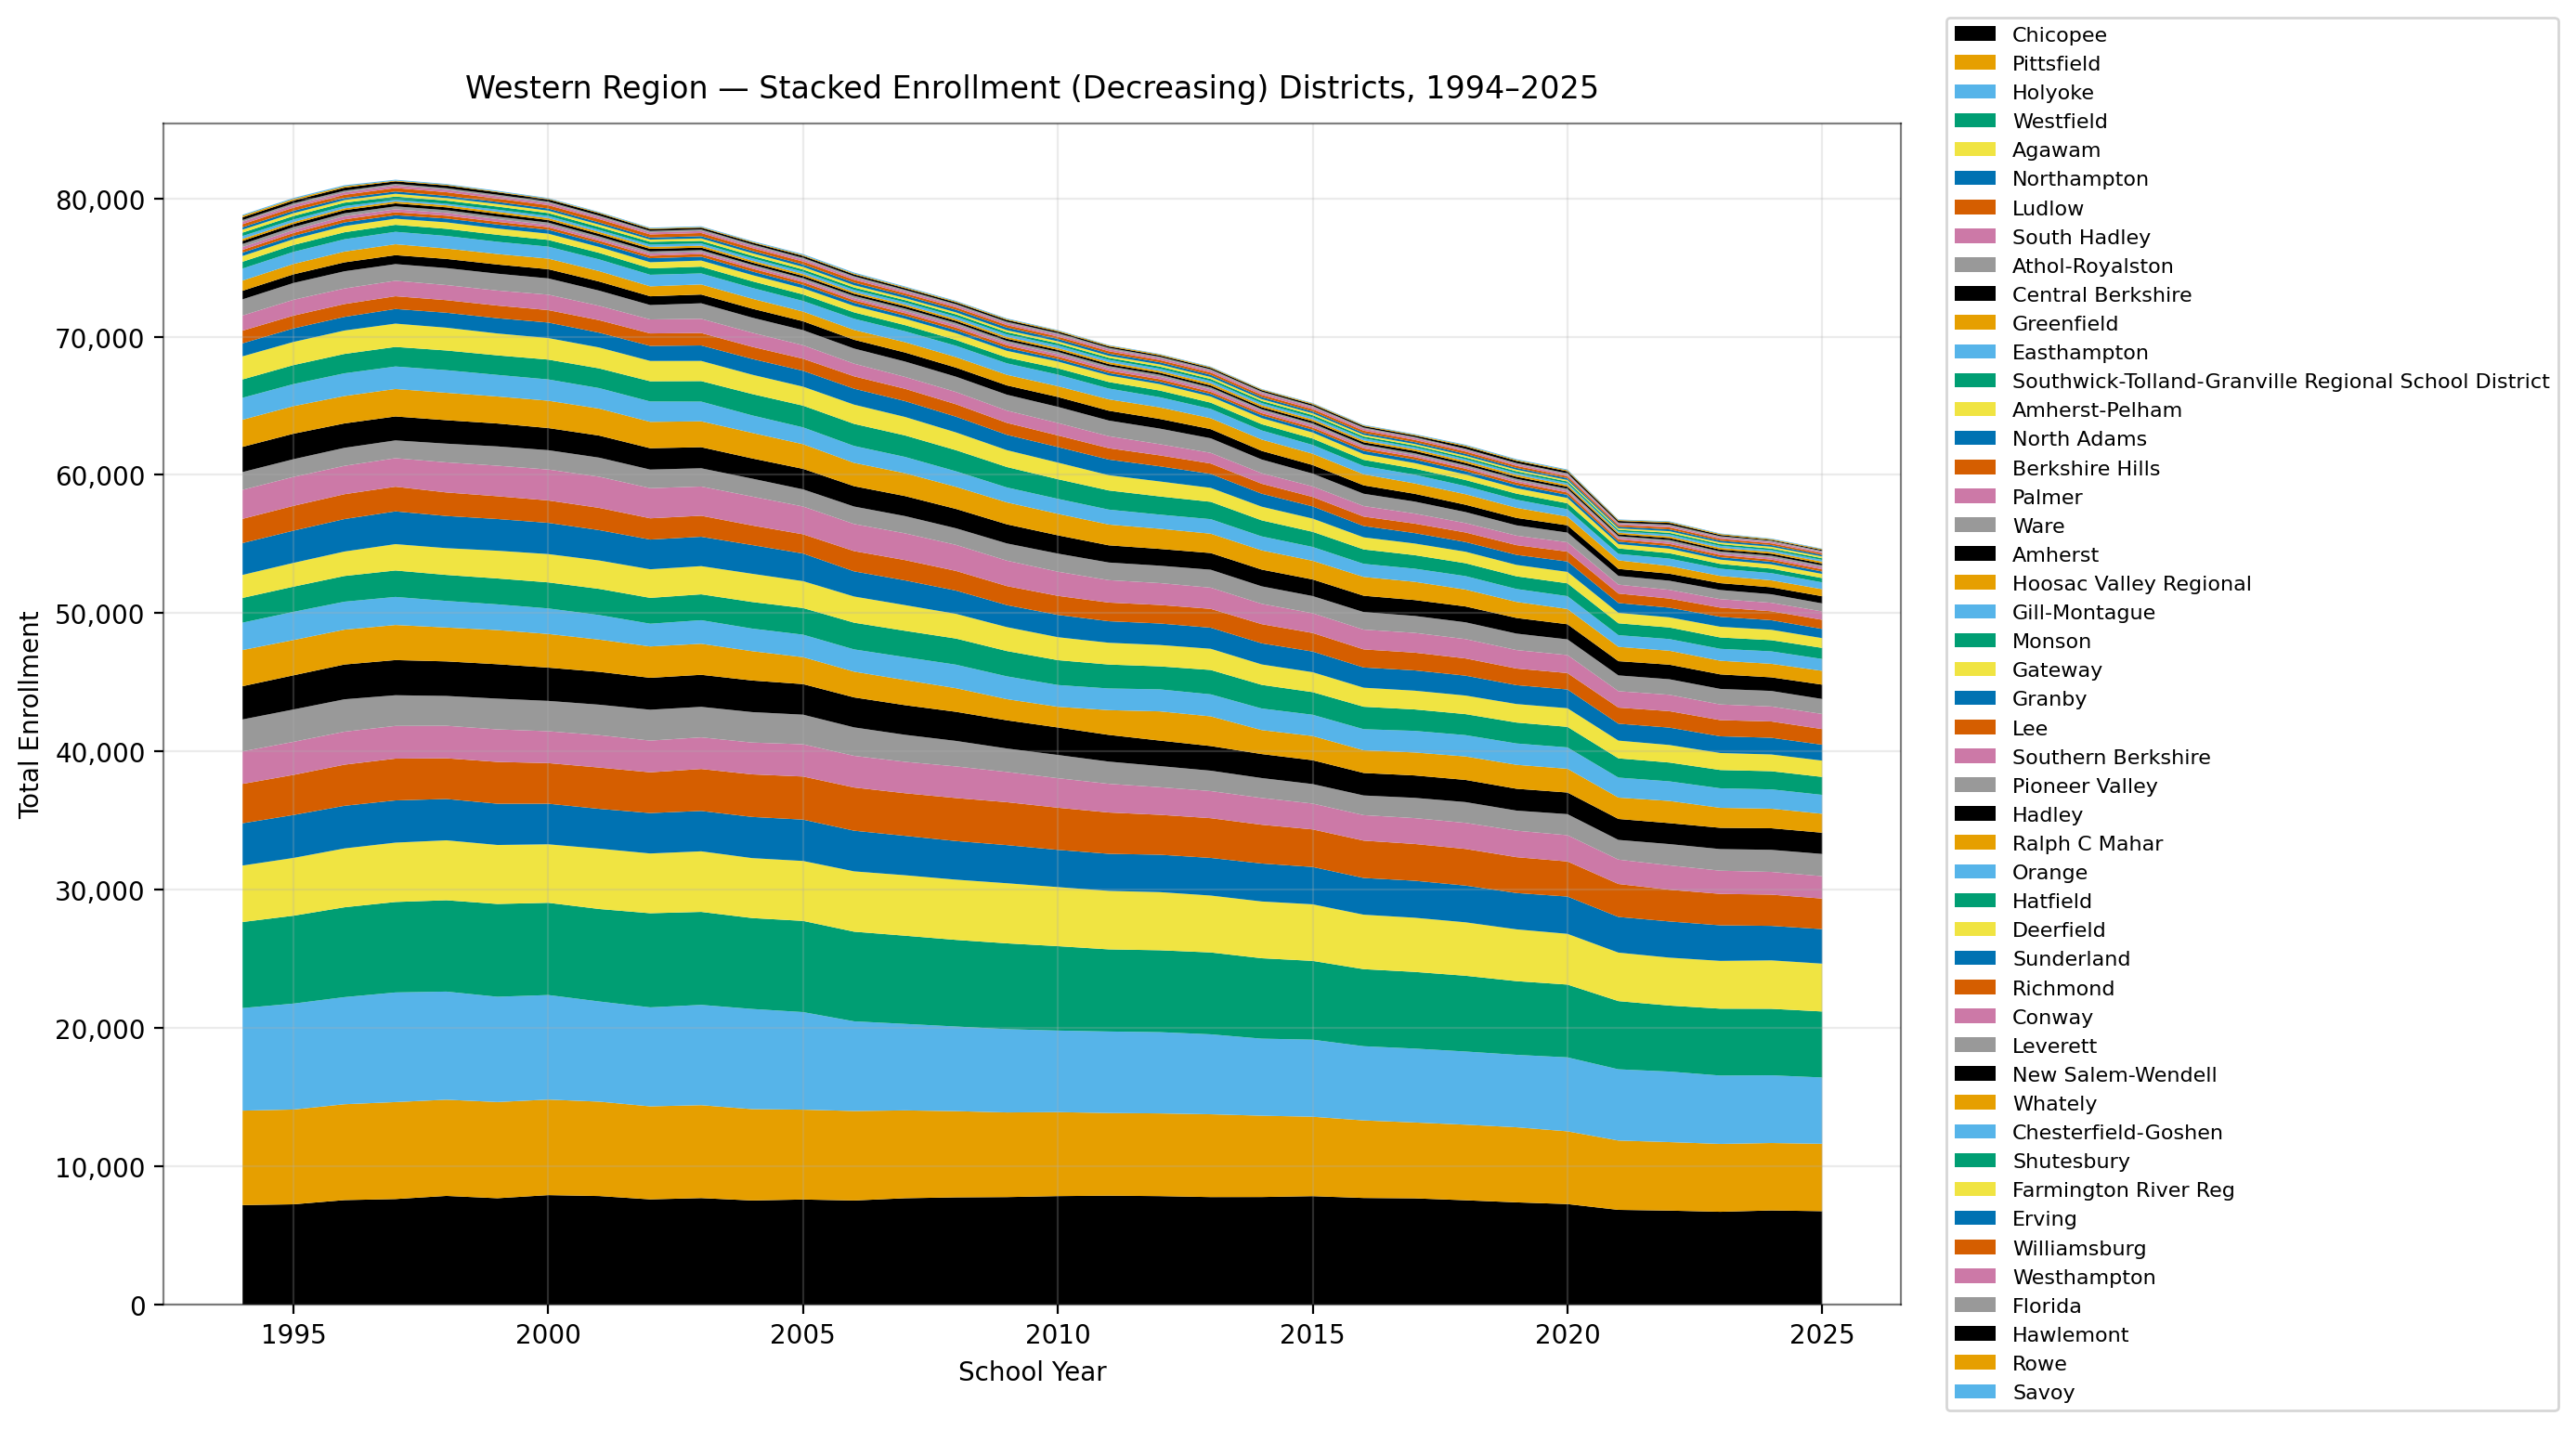 Western Region — Stacked Enrollment (Decreasing) Districts, 1994–2025
Total Enrollment
80,000
70,000
60,000
50,000
40,000
30,000
20,000
10,000
0
1995
2000
2005
2010
2015
2020
2025
School Year
Chicopee
Pittsfield
Holyoke
Westfield
Agawam
Northampton
Ludlow
South Hadley
Athol-Royalston
Central Berkshire
Greenfield
Easthampton
Southwick-Tolland-Granville Regional School District
Amherst-Pelham
North Adams
Berkshire Hills
Palmer
Ware
Amherst
Hoosac Valley Regional
Gill-Montague
Monson
Gateway
Granby
Lee
Southern Berkshire
Pioneer Valley
Hadley
Ralph C Mahar
Orange
Hatfield
Deerfield
Sunderland
Richmond
Conway
Leverett
New Salem-Wendell
Whately
Chesterfield-Goshen
Shutesbury
Farmington River Reg
Erving
Williamsburg
Westhampton
Florida
Hawlemont
Rowe
Savoy